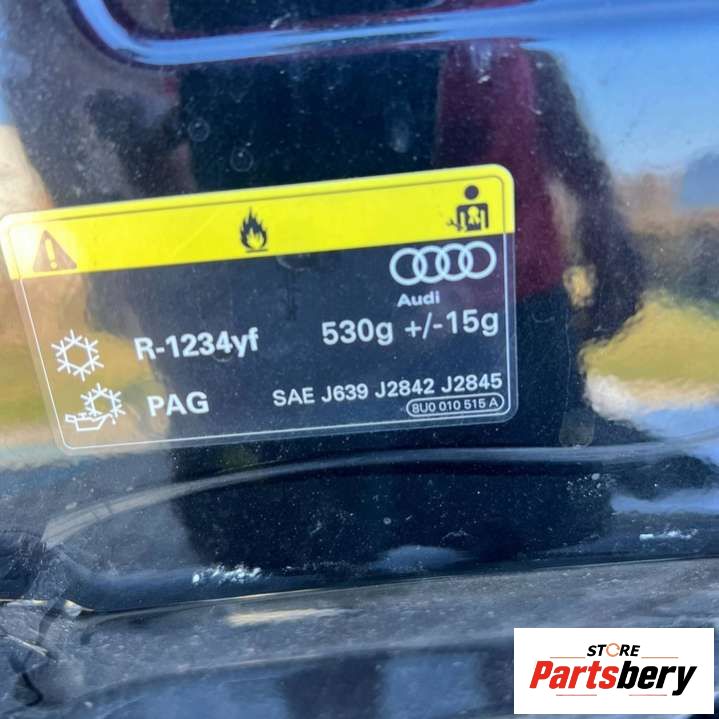 Audi
R-1234yf 530g +/-15g
PAG SAE J639 J2842 J2845
8U0 010 515 A
STORE
Partsbery